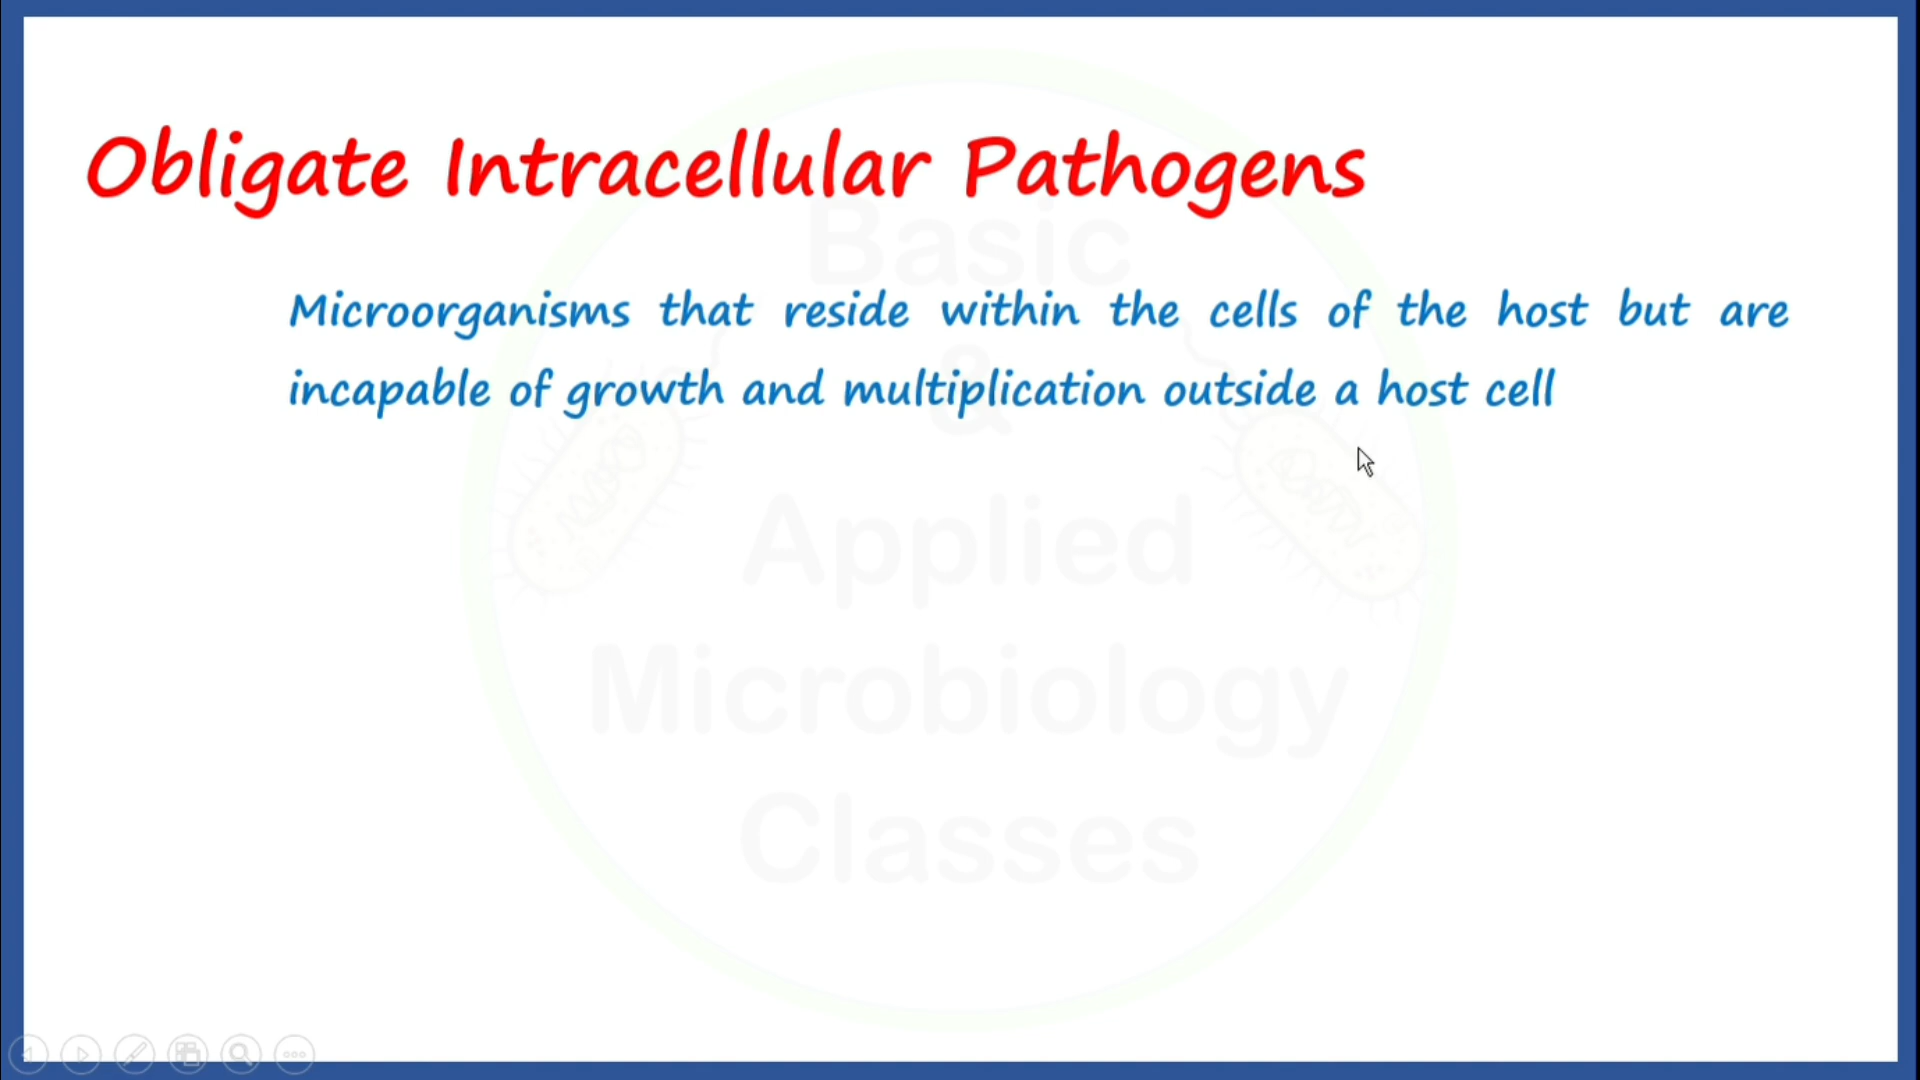 Obligate Intracellular Pathogens
Microorganisms that reside within the cells of the host but are
incapable of growth and multiplication outside a host cell
Basic
&
Applied
Microbiology
Classes